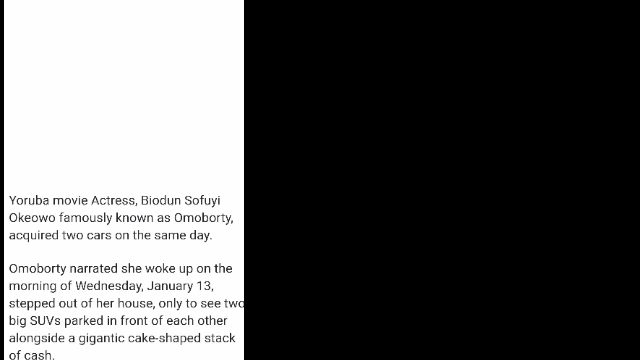 Yoruba movie Actress, Biodun Sofuyi
Okeowo famously known as Omoborty,
acquired two cars on the same day.
Omoborty narrated she woke up on the
morning of Wednesday, January 13,
stepped out of her house, only to see two
big SUVs parked in front of each other
alongside a gigantic cake-shaped stack
of cash.